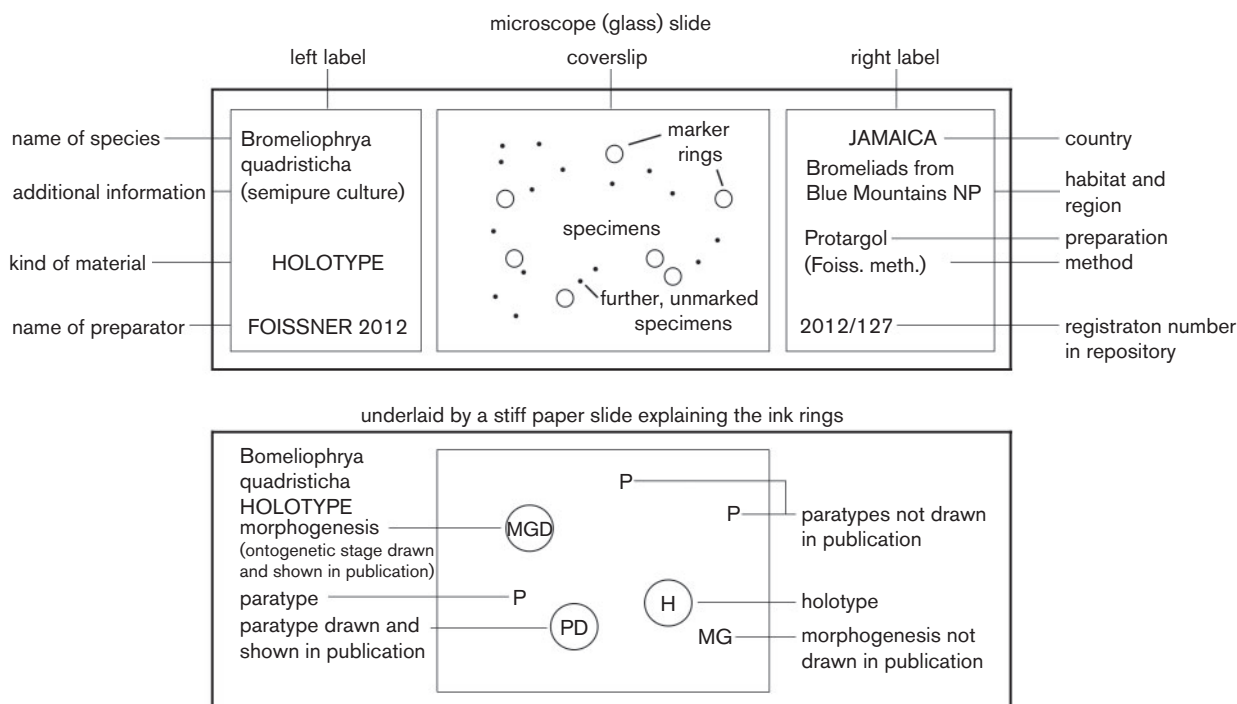 microscope (glass) slide
left label
coverslip
right label
name of species
additional information
kind of material
name of preparator
Bromeliophrya
quadristicha
(semipure culture)
HOLOTYPE
FOISSNER 2012
marker
rings
specimens
further, unmarked
specimens
JAMAICA
Bromeliads from
Blue Mountains NP
Protargol
(Foiss. meth.)
2012/127
country
habitat and
region
preparation
method
registraton number
in repository
underlaid by a stiff paper slide explaining the ink rings
Bomeliophrya
quadristicha
HOLOTYPE
morphogenesis
(ontogenetic stage drawn
and shown in publication)
paratype
paratype drawn and
shown in publication
MGD
P
PD
P
P
H
MG
paratypes not drawn
in publication
holotype
morphogenesis not
drawn in publication